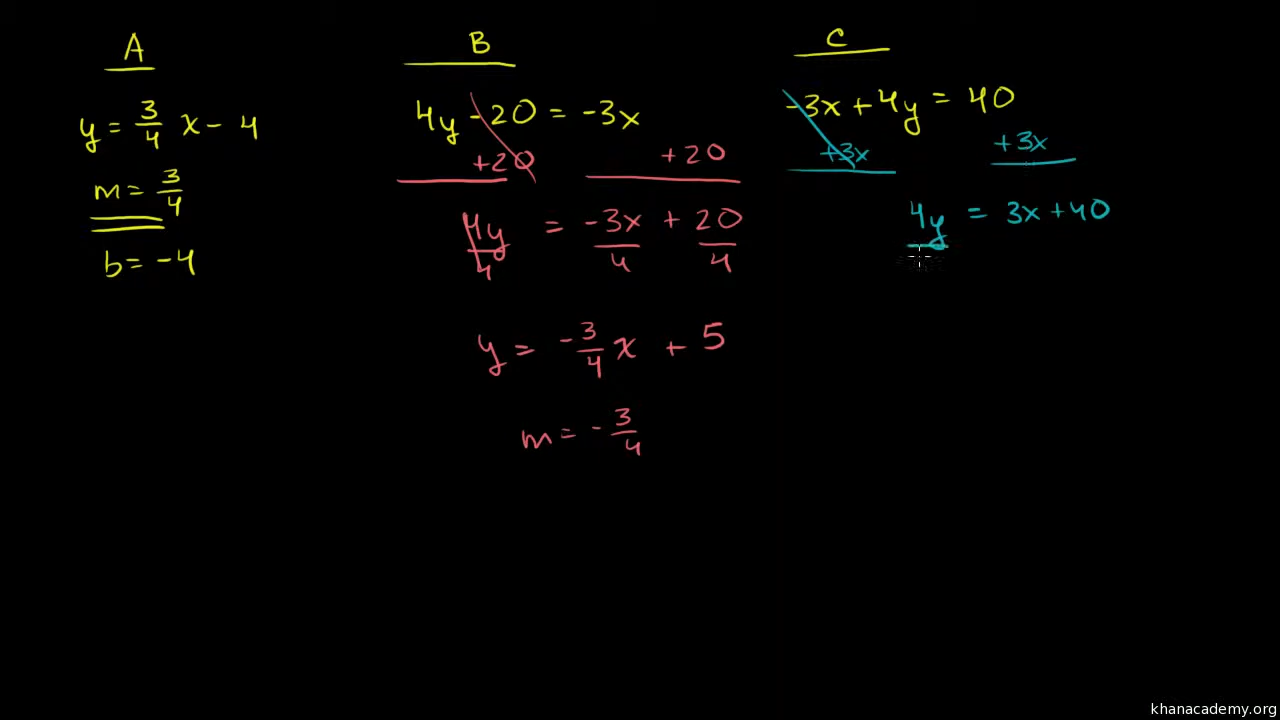 A
y = 3/4 x - 4
m = 3/4
b = -4
B
4y - 20 = -3x
+20 +20
4y/4 = -3x/4 + 20/4
y = -3/4 x + 5
m = -3/4
C
-3x + 4y = 40
+3x +3x
4y = 3x + 40
khanacademy.org